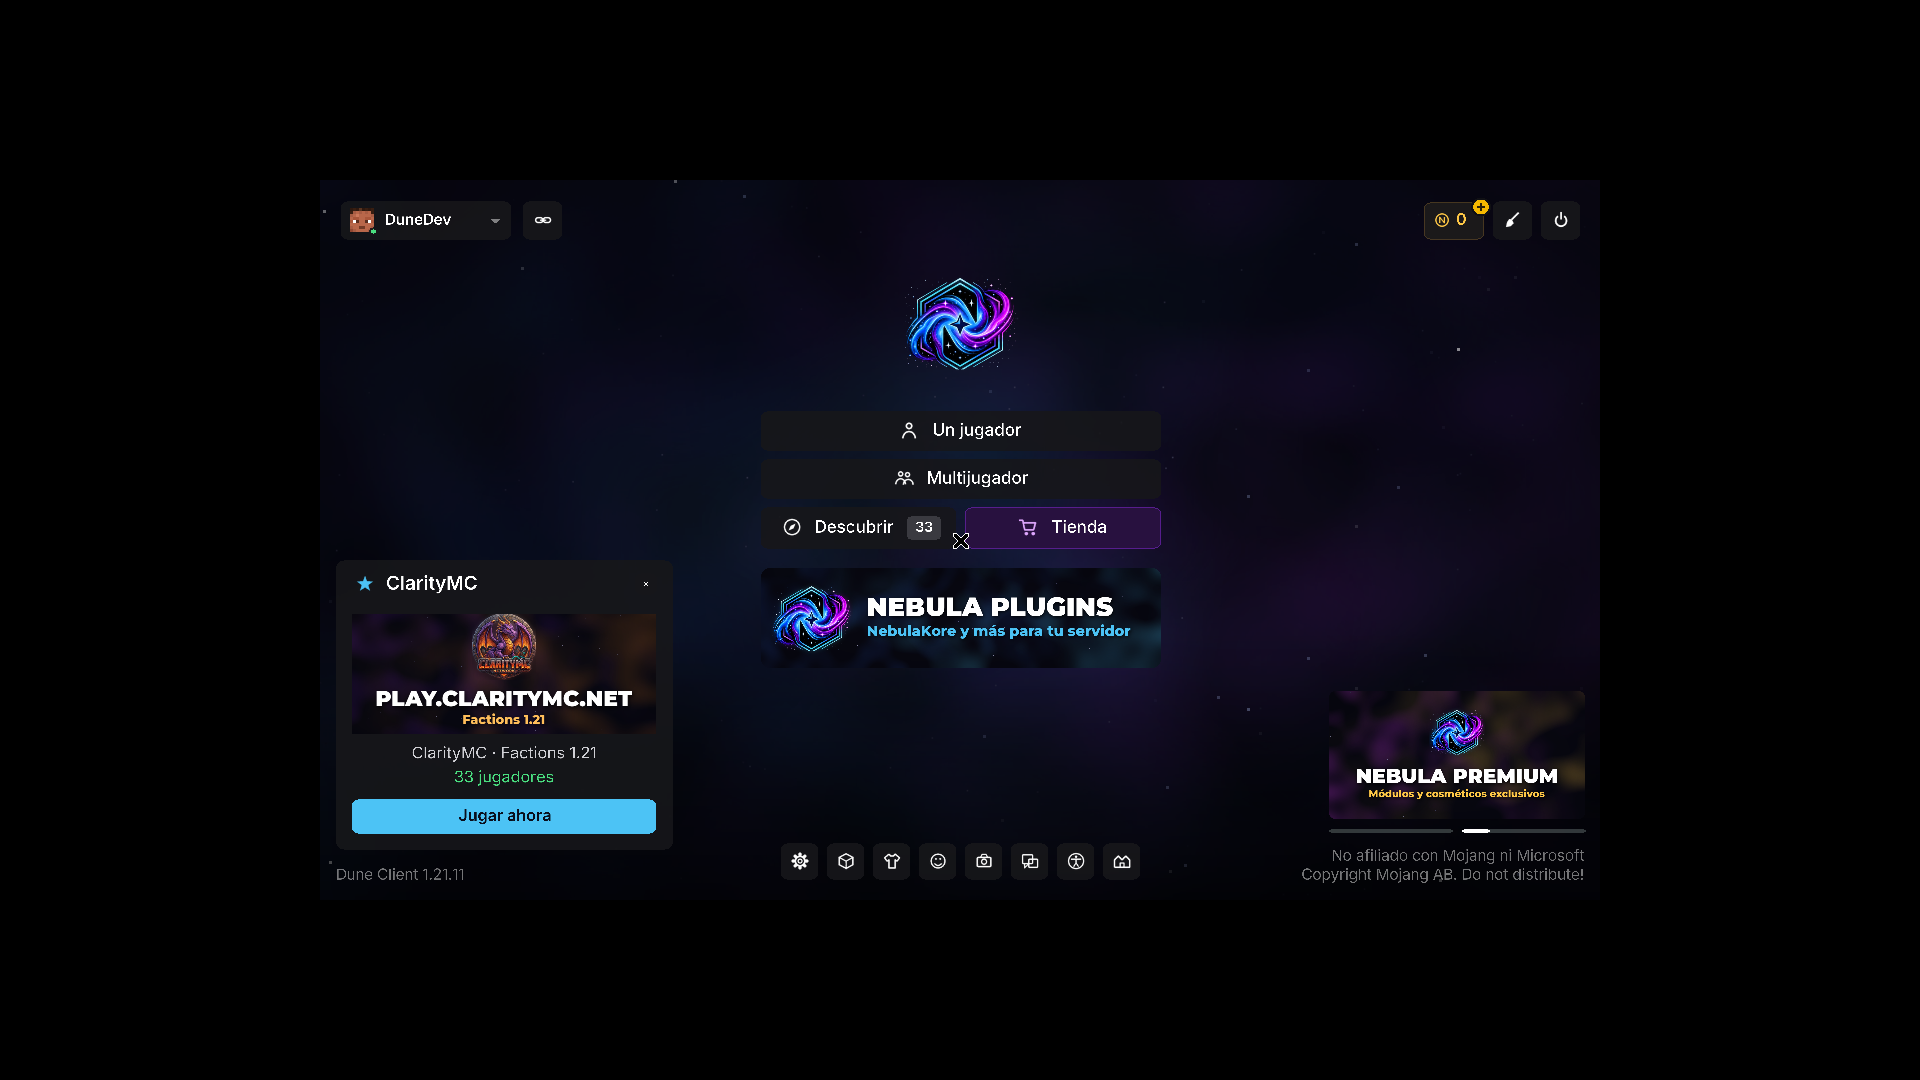 DuneDev
0
Un jugador
Multijugador
Descubrir 33
Tienda
ClarityMC
PLAY.CLARITYMC.NET
Factions 1.21
ClarityMC · Factions 1.21
33 jugadores
Jugar ahora
NEBULA PLUGINS
NebulaKore y más para tu servidor
NEBULA PREMIUM
Módulos y cosméticos exclusivos
Dune Client 1.21.11
No afiliado con Mojang ni Microsoft
Copyright Mojang AB. Do not distribute!